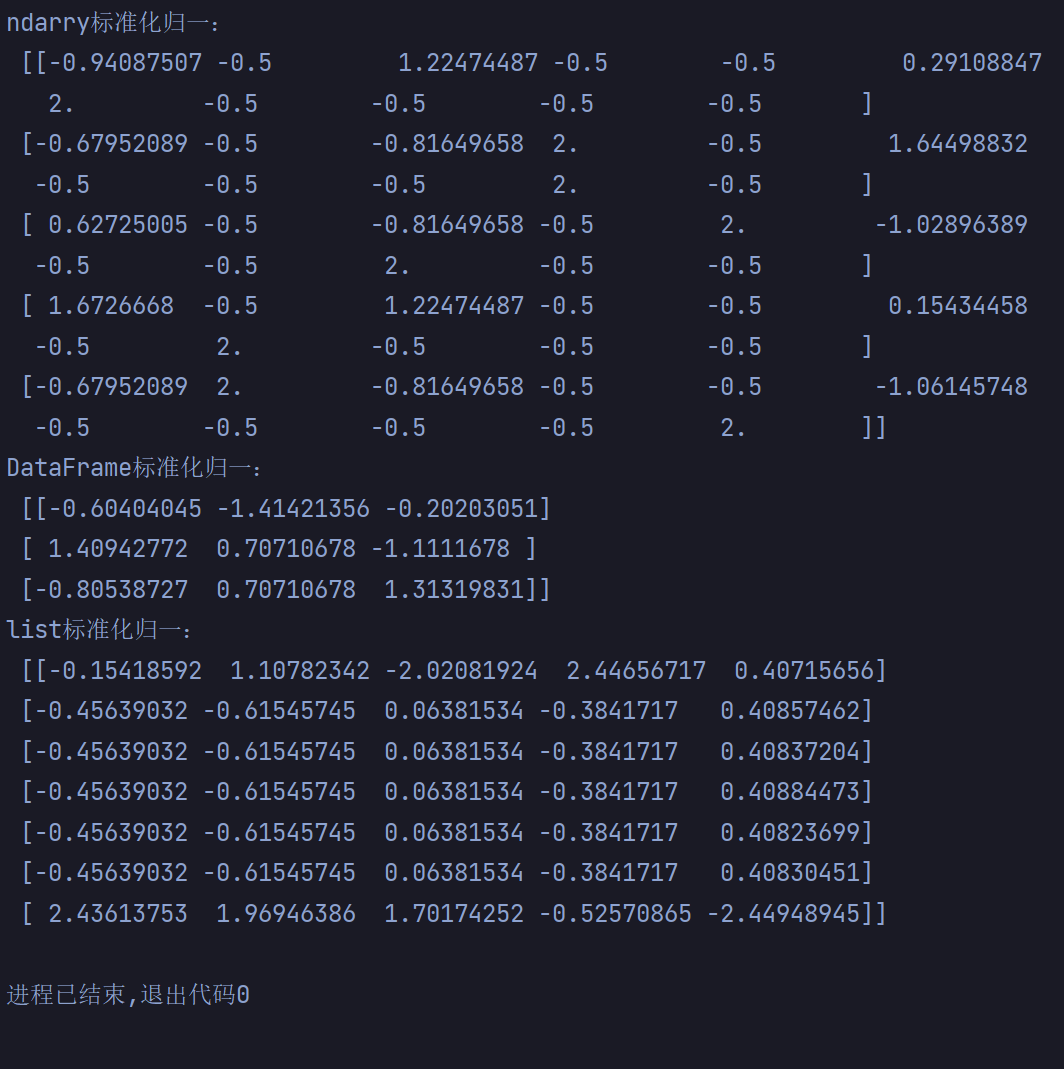 ndarry标准化归一：
[[-0.94087507 -0.5 1.22474487 -0.5 -0.5 0.29108847
2. -0.5 -0.5 -0.5 -0.5 ]
[-0.67952089 -0.5 -0.81649658 2. -0.5 1.64498832
-0.5 -0.5 -0.5 2. -0.5 ]
[ 0.62725005 -0.5 -0.81649658 -0.5 2. -1.02896389
-0.5 -0.5 2. -0.5 -0.5 ]
[ 1.6726668 -0.5 1.22474487 -0.5 -0.5 0.15434458
-0.5 2. -0.5 -0.5 -0.5 ]
[-0.67952089 2. -0.81649658 -0.5 -0.5 -1.06145748
-0.5 -0.5 -0.5 -0.5 2. ]]
DataFrame标准化归一：
[[-0.60404045 -1.41421356 -0.20203051]
[ 1.40942772 0.70710678 -1.1111678 ]
[-0.80538727 0.70710678 1.31319831]]
list标准化归一：
[[-0.15418592 1.10782342 -2.02081924 2.44656717 0.40715656]
[-0.45639032 -0.61545745 0.06381534 -0.3841717 0.40857462]
[-0.45639032 -0.61545745 0.06381534 -0.3841717 0.40837204]
[-0.45639032 -0.61545745 0.06381534 -0.3841717 0.40884473]
[-0.45639032 -0.61545745 0.06381534 -0.3841717 0.40823699]
[-0.45639032 -0.61545745 0.06381534 -0.3841717 0.40830451]
[ 2.43613753 1.96946386 1.70174252 -0.52570865 -2.44948945]]
进程已结束,退出代码0